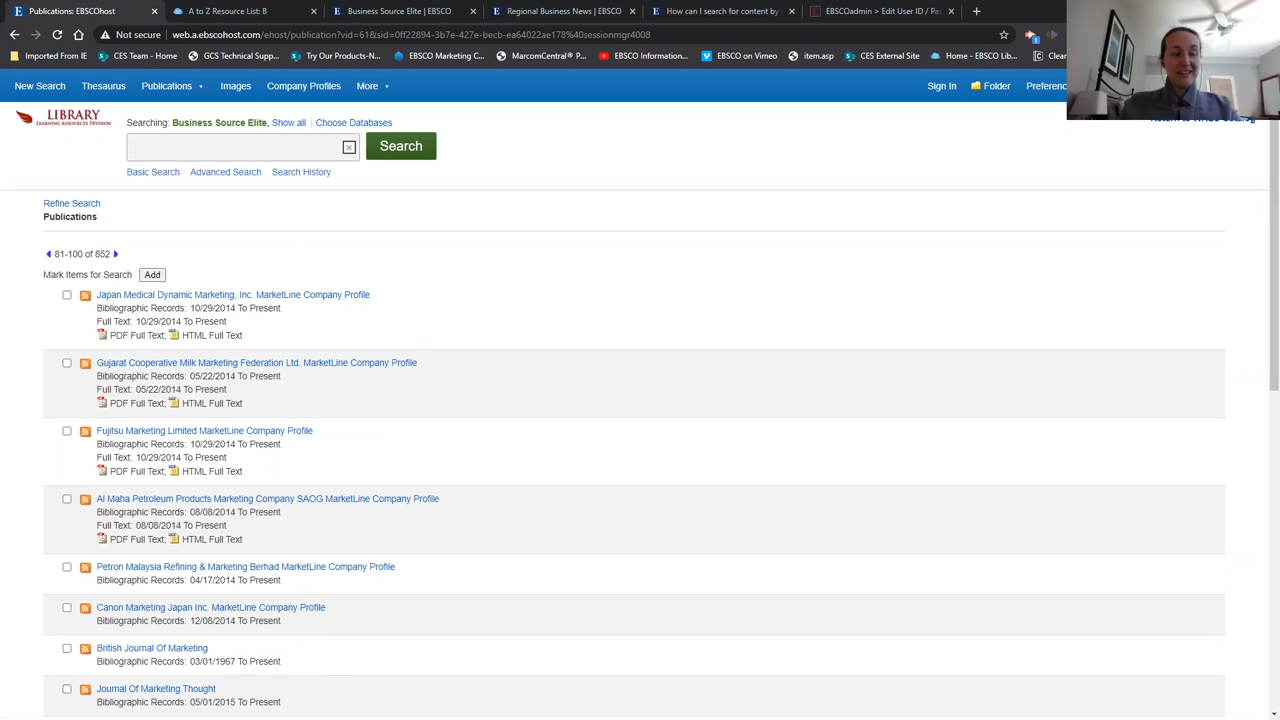 Publications: EBSCOhost
A to Z Resource List: B
Business Source Elite | EBSCO
Regional Business News | EBSCO
How can I search for content by
EBSCOadmin > Edit User ID / Pa
Not secure | web.a.ebscohost.com/ehost/publication?vid=61&sid=0ff22894-3b7e-427e-becb-ea64022ae178%40sessionmgr4008
Imported From IE
CES Team - Home
GCS Technical Supp...
Try Our Products-N...
EBSCO Marketing C...
MarcomCentral® P...
EBSCO on Vimeo
item.asp
CES External Site
Home - EBSCO Libr...
New Search Thesaurus Publications Images Company Profiles More
Sign In Folder
LIBRARY
LEARNING RESOURCES DIVISION
Searching: Business Source Elite, Show all | Choose Databases
Search
Basic Search Advanced Search Search History
Refine Search
Publications
81-100 of 852
Mark Items for Search Add
Japan Medical Dynamic Marketing, Inc. MarketLine Company Profile
Bibliographic Records: 10/29/2014 To Present
Full Text: 10/29/2014 To Present
PDF Full Text; HTML Full Text
Gujarat Cooperative Milk Marketing Federation Ltd. MarketLine Company Profile
Bibliographic Records: 05/22/2014 To Present
Full Text: 05/22/2014 To Present
PDF Full Text; HTML Full Text
Fujitsu Marketing Limited MarketLine Company Profile
Bibliographic Records: 10/29/2014 To Present
Full Text: 10/29/2014 To Present
PDF Full Text; HTML Full Text
Al Maha Petroleum Products Marketing Company SAOG MarketLine Company Profile
Bibliographic Records: 08/08/2014 To Present
Full Text: 08/08/2014 To Present
PDF Full Text; HTML Full Text
Petron Malaysia Refining & Marketing Berhad MarketLine Company Profile
Bibliographic Records: 04/17/2014 To Present
Canon Marketing Japan Inc. MarketLine Company Profile
Bibliographic Records: 12/08/2014 To Present
British Journal Of Marketing
Bibliographic Records: 03/01/1967 To Present
Journal Of Marketing Thought
Bibliographic Records: 05/01/2015 To Present